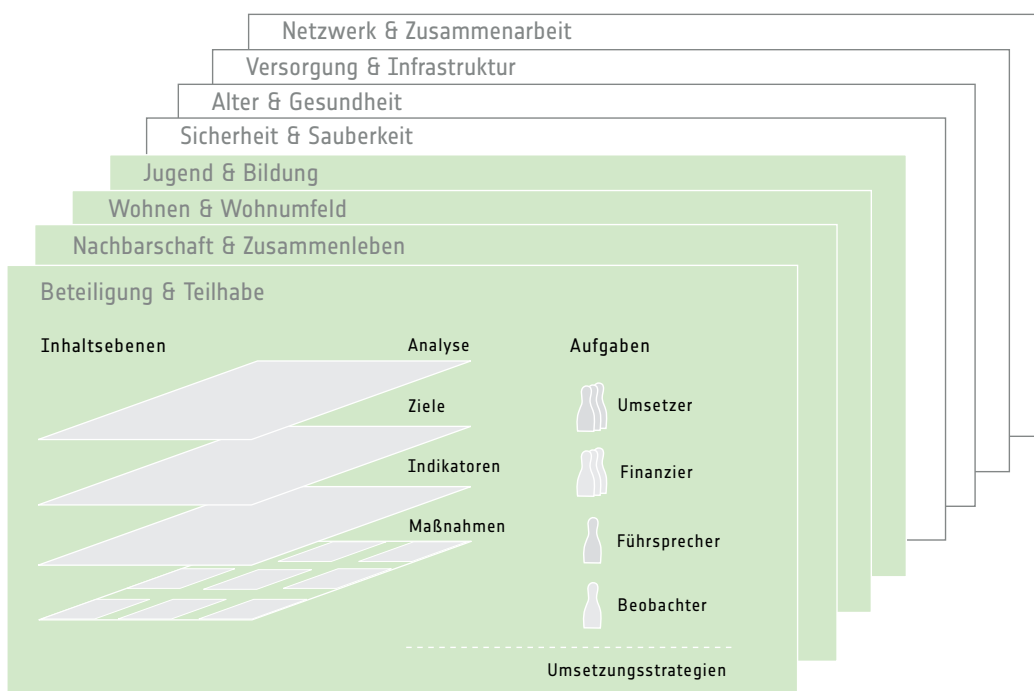 Netzwerk & Zusammenarbeit
Versorgung & Infrastruktur
Alter & Gesundheit
Sicherheit & Sauberkeit
Jugend & Bildung
Wohnen & Wohnumfeld
Nachbarschaft & Zusammenleben
Beteiligung & Teilhabe
Inhaltsebenen
Analyse
Ziele
Indikatoren
Maßnahmen
Aufgaben
Umsetzer
Finanzier
Führsprecher
Beobachter
Umsetzungsstrategien